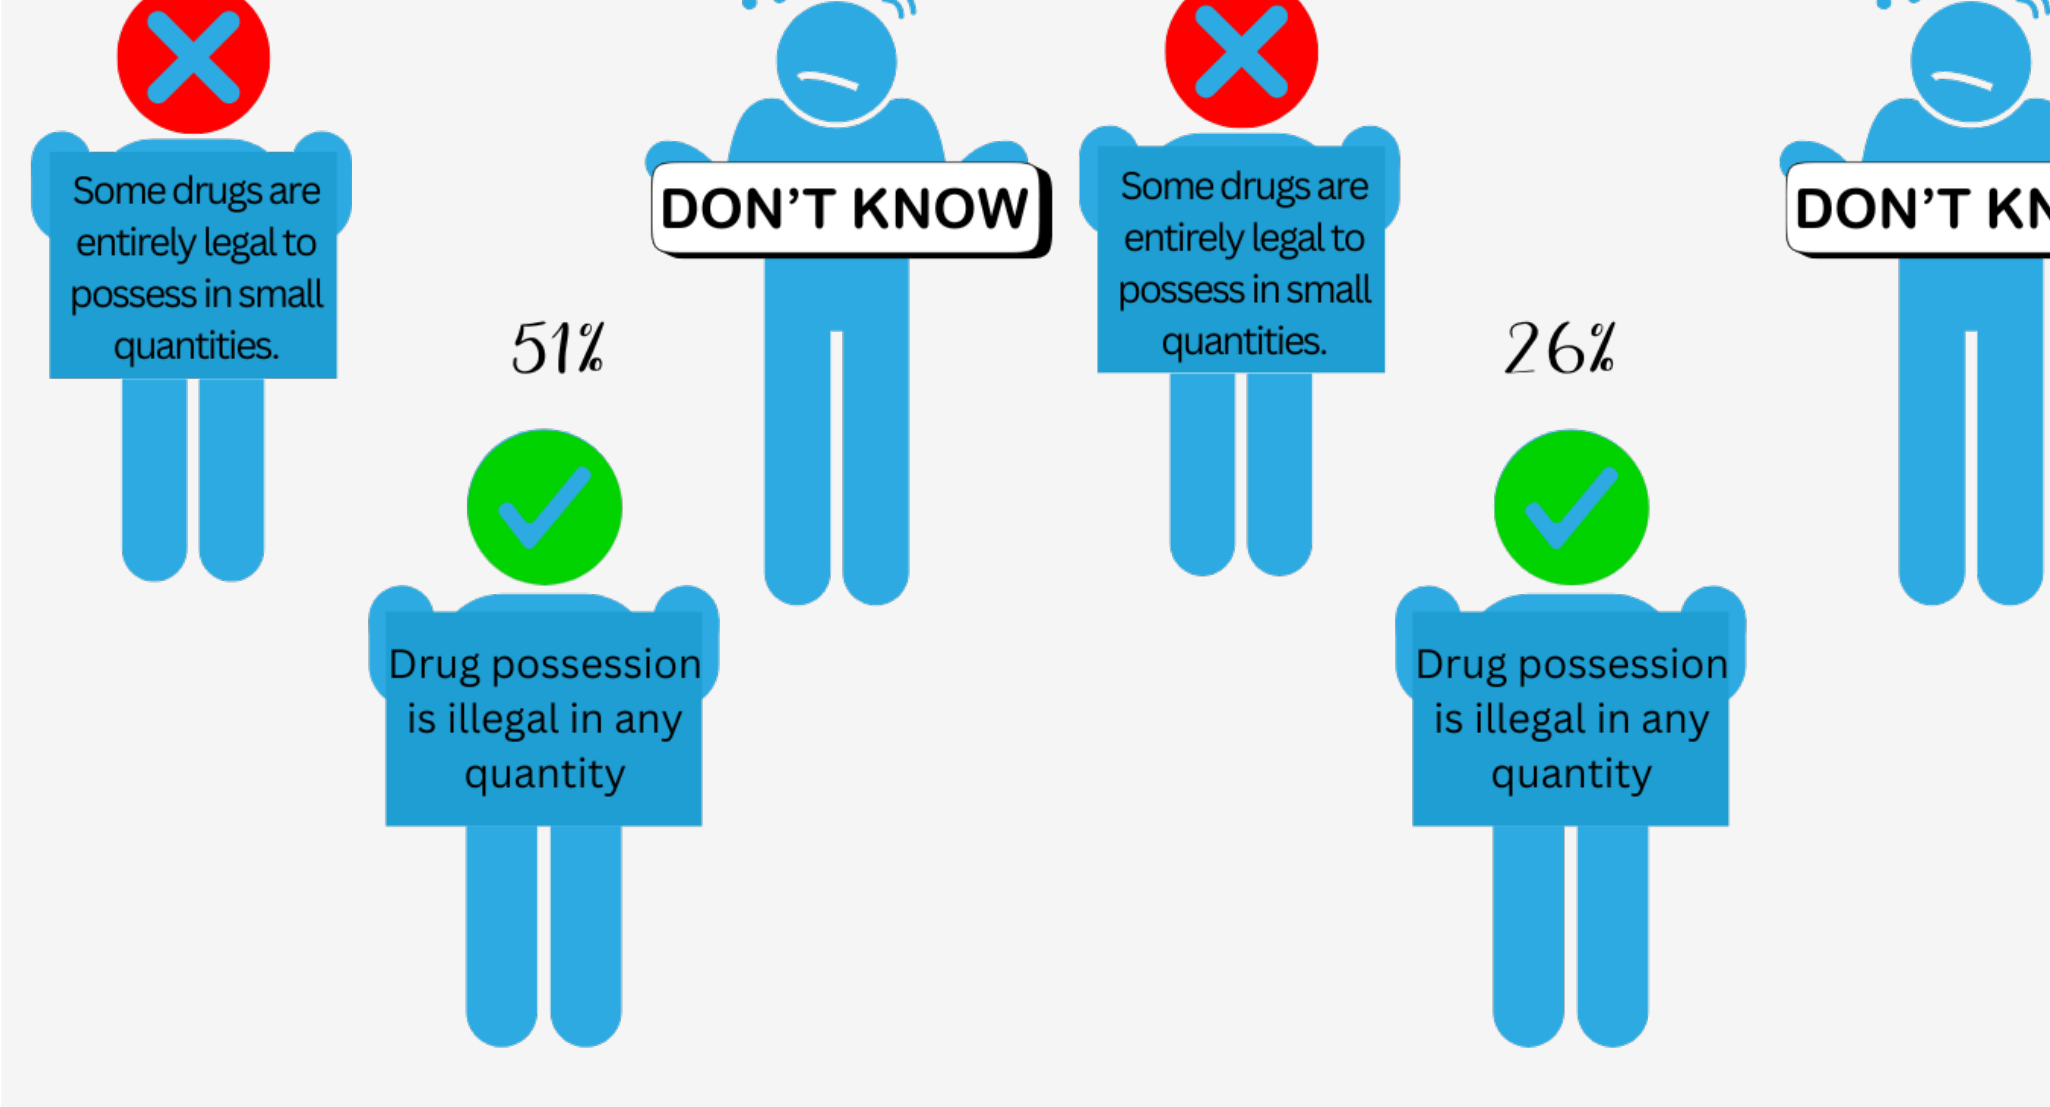 Some drugs are
entirely legal to
possess in small
quantities.
51%
DON'T KNOW
Drug possession
is illegal in any
quantity
Some drugs are
entirely legal to
possess in small
quantities.
26%
DON'T KN
Drug possession
is illegal in any
quantity